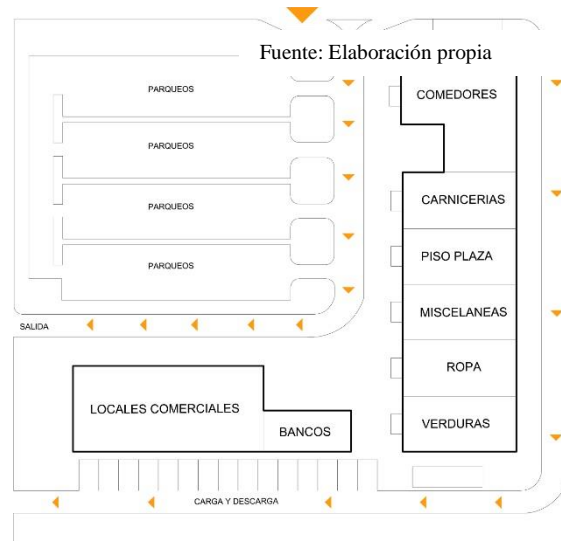 Fuente: Elaboración propia
PARQUEOS
COMEDORES
PARQUEOS
CARNICERIAS
PARQUEOS
PISO PLAZA
PARQUEOS
MISCELANEAS
SALIDA
ROPA
LOCALES COMERCIALES
BANCOS
VERDURAS
CARGA Y DESCARGA